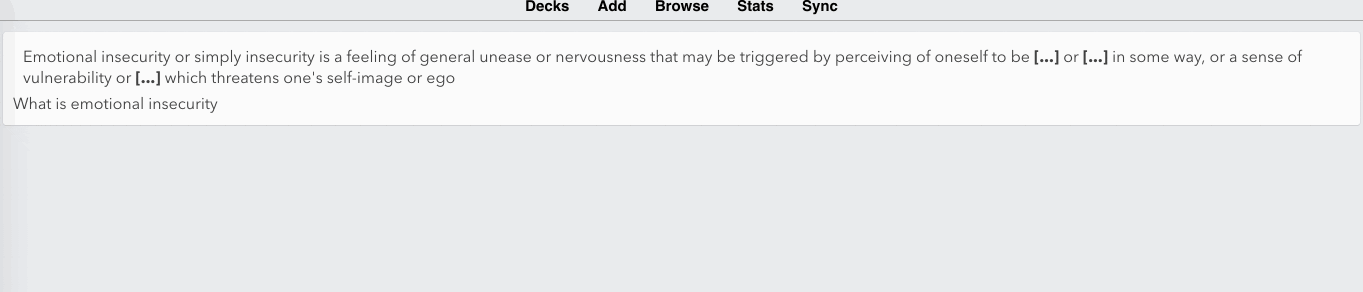 Decks Add Browse Stats Sync
Emotional insecurity or simply insecurity is a feeling of general unease or nervousness that may be triggered by perceiving of oneself to be [...] or [...] in some way, or a sense of
vulnerability or [...] which threatens one's self-image or ego
What is emotional insecurity